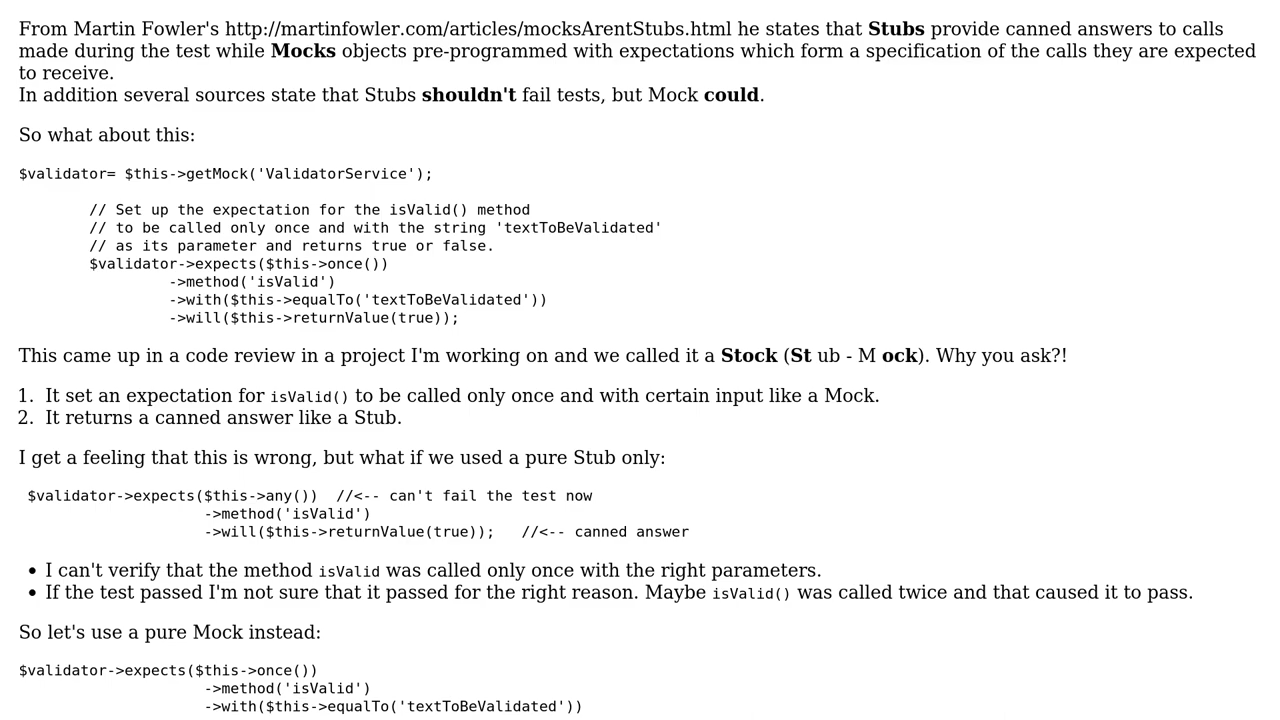 From Martin Fowler's http://martinfowler.com/articles/mocksArentStubs.html he states that Stubs provide canned answers to calls
made during the test while Mocks objects pre-programmed with expectations which form a specification of the calls they are expected
to receive.
In addition several sources state that Stubs shouldn't fail tests, but Mock could.
So what about this:
$validator= $this->getMock('ValidatorService');
// Set up the expectation for the isValid() method
// to be called only once and with the string 'textToBeValidated'
// as its parameter and returns true or false.
$validator->expects($this->once())
->method('isValid')
->with($this->equalTo('textToBeValidated'))
->will($this->returnValue(true));
This came up in a code review in a project I'm working on and we called it a Stock (St ub - M ock). Why you ask?!
1. It set an expectation for isValid() to be called only once and with certain input like a Mock.
2. It returns a canned answer like a Stub.
I get a feeling that this is wrong, but what if we used a pure Stub only:
$validator->expects($this->any()) //<-- can't fail the test now
->method('isValid')
->will($this->returnValue(true)); //<-- canned answer
• I can't verify that the method isValid was called only once with the right parameters.
• If the test passed I'm not sure that it passed for the right reason. Maybe isValid() was called twice and that caused it to pass.
So let's use a pure Mock instead:
$validator->expects($this->once())
->method('isValid')
->with($this->equalTo('textToBeValidated'))